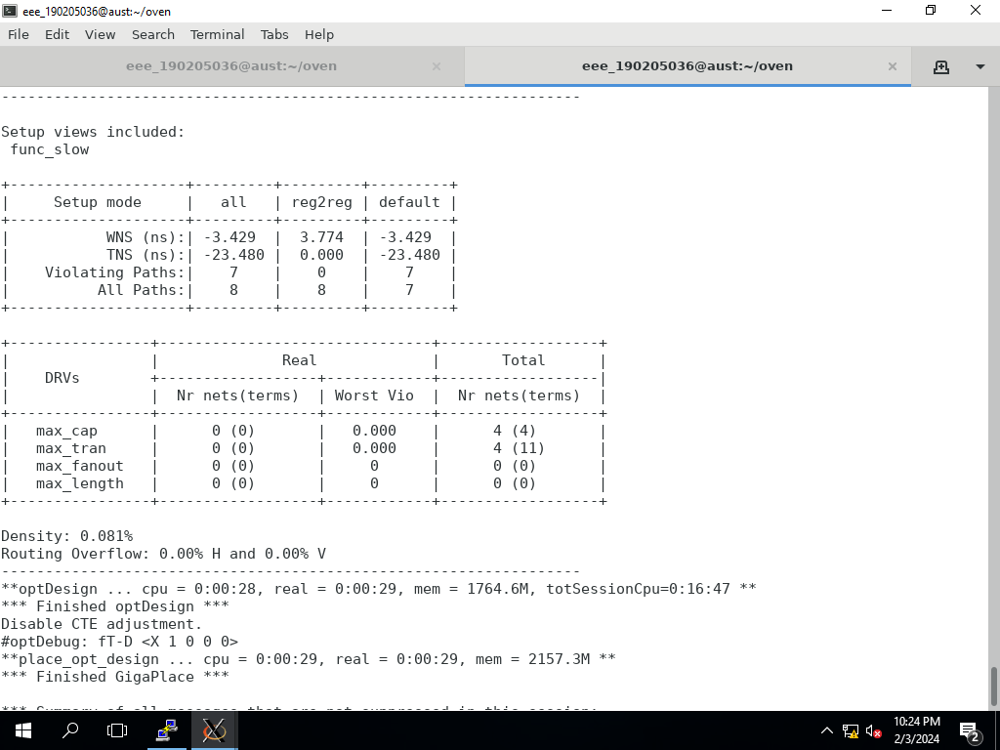 eee_190205036@aust:~/oven
File Edit View Search Terminal Tabs Help
eee_190205036@aust:~/oven × eee_190205036@aust:~/oven ×
------------------------------------------------------------------
Setup views included:
 func_slow
+--------------------+---------+---------+---------+
|     Setup mode     |   all   | reg2reg | default |
+--------------------+---------+---------+---------+
|           WNS (ns):| -3.429  |  3.774  | -3.429  |
|           TNS (ns):| -23.480 |  0.000  | -23.480 |
|    Violating Paths:|    7    |    0    |    7    |
|          All Paths:|    8    |    8    |    7    |
+--------------------+---------+---------+---------+
+----------------+-------------------------------+------------------+
|                |              Real             |       Total      |
|    DRVs        +------------------+------------+------------------|
|                |  Nr nets(terms)  | Worst Vio  |  Nr nets(terms)  |
+----------------+------------------+------------+------------------+
|   max_cap      |      0 (0)       |   0.000    |      4 (4)       |
|   max_tran     |      0 (0)       |   0.000    |      4 (11)      |
|   max_fanout   |      0 (0)       |     0      |      0 (0)       |
|   max_length   |      0 (0)       |     0      |      0 (0)       |
+----------------+------------------+------------+------------------+
Density: 0.081%
Routing Overflow: 0.00% H and 0.00% V
------------------------------------------------------------------
**optDesign ... cpu = 0:00:28, real = 0:00:29, mem = 1764.6M, totSessionCpu=0:16:47 **
*** Finished optDesign ***
Disable CTE adjustment.
#optDebug: fT-D <X 1 0 0 0>
**place_opt_design ... cpu = 0:00:29, real = 0:00:29, mem = 2157.3M **
*** Finished GigaPlace ***
*** Summary of all messages that are not suppressed in this session:
10:24 PM
2/3/2024
2